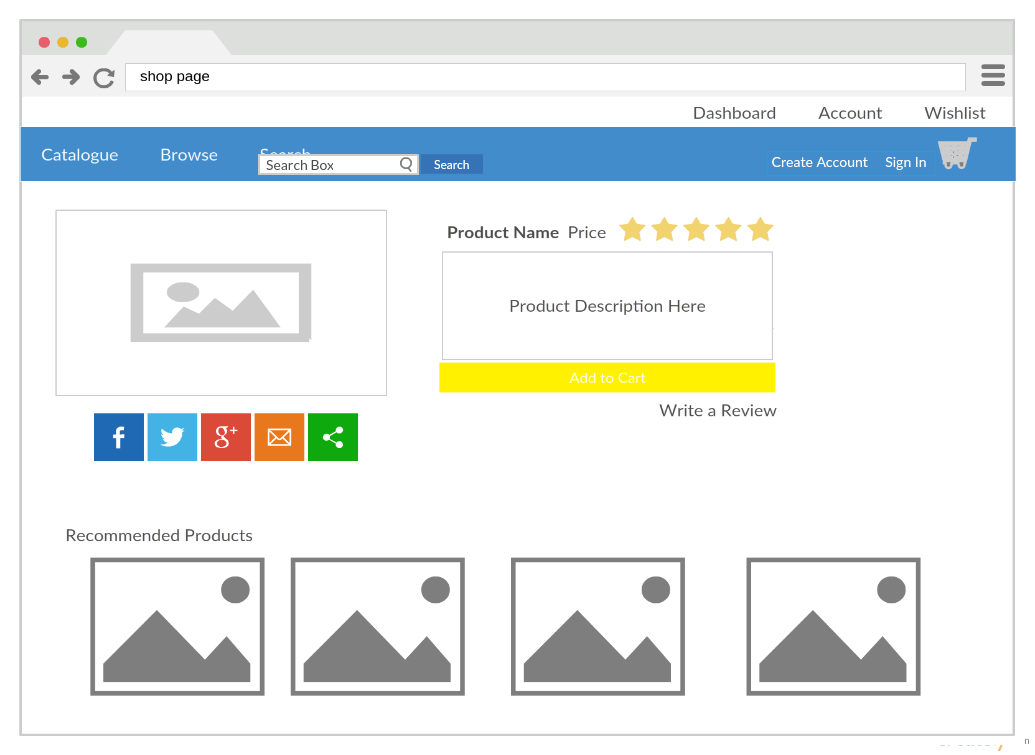 shop page
Dashboard Account Wishlist
Catalogue Browse Search
Search Box Search Create Account Sign In
Product Name Price
Product Description Here
Add to Cart
Write a Review
f g+
Recommended Products
n